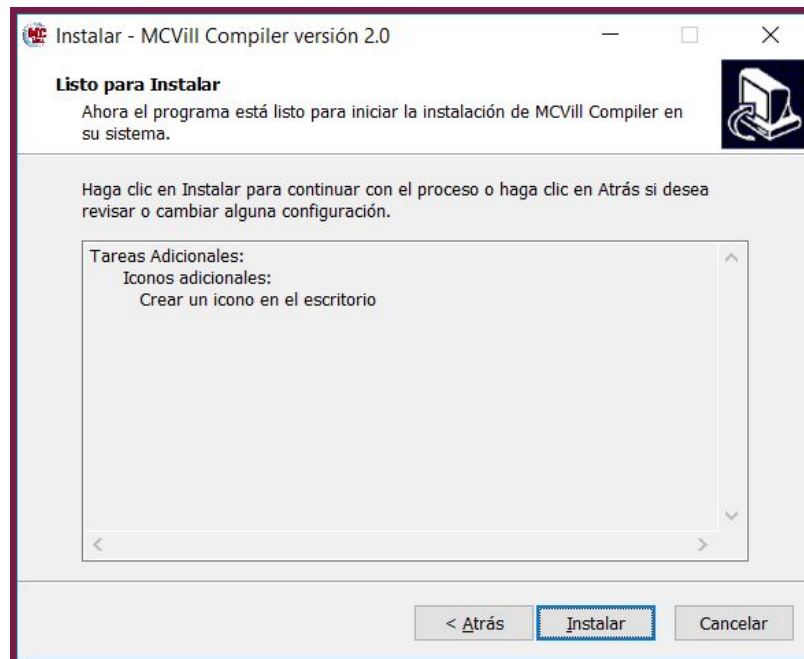 Instalar - MCVill Compiler versión 2.0
Listo para Instalar
Ahora el programa está listo para iniciar la instalación de MCVill Compiler en
su sistema.
Haga clic en Instalar para continuar con el proceso o haga clic en Atrás si desea
revisar o cambiar alguna configuración.
Tareas Adicionales:
Iconos adicionales:
Crear un icono en el escritorio
< Atrás
Instalar
Cancelar